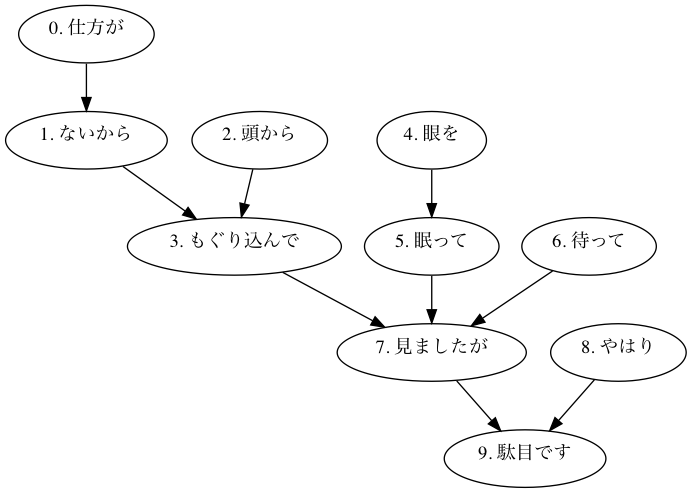 0. 仕方が
1. ないから
2. 頭から
4. 眼を
3. もぐり込んで
5. 眠って
6. 待って
7. 見ましたが
8. やはり
9. 駄目です